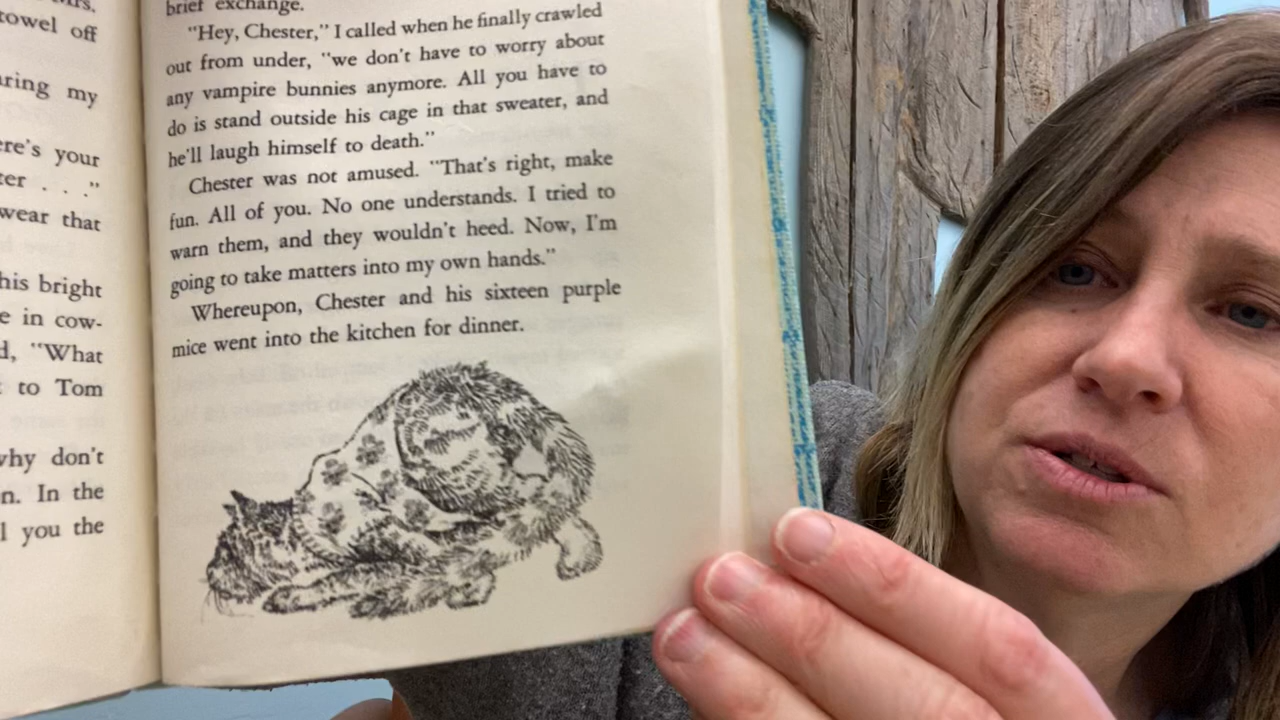 owel off
ring my
ere's your
ter . . ."
wear that
his bright
e in cow-
d, "What
to Tom
why don't
n. In the
l you the
brief exchange.
"Hey, Chester," I called when he finally crawled
out from under, "we don't have to worry about
any vampire bunnies anymore. All you have to
do is stand outside his cage in that sweater, and
he'll laugh himself to death."
Chester was not amused. "That's right, make
fun. All of you. No one understands. I tried to
warn them, and they wouldn't heed. Now, I'm
going to take matters into my own hands."
Whereupon, Chester and his sixteen purple
mice went into the kitchen for dinner.